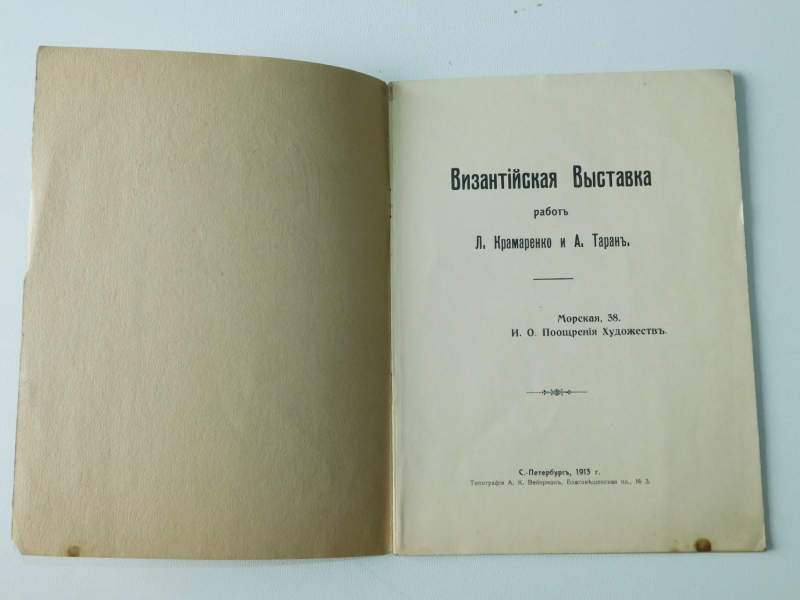 Византійская Выставка
работъ
Л. Крамаренко и А. Таранъ.
Морская, 38.
И. О. Поощренія Художествъ.
С.-Петербургъ, 1913 г.
Типографія А. К. Вейерманъ, Благовѣщенская пл., № 3.